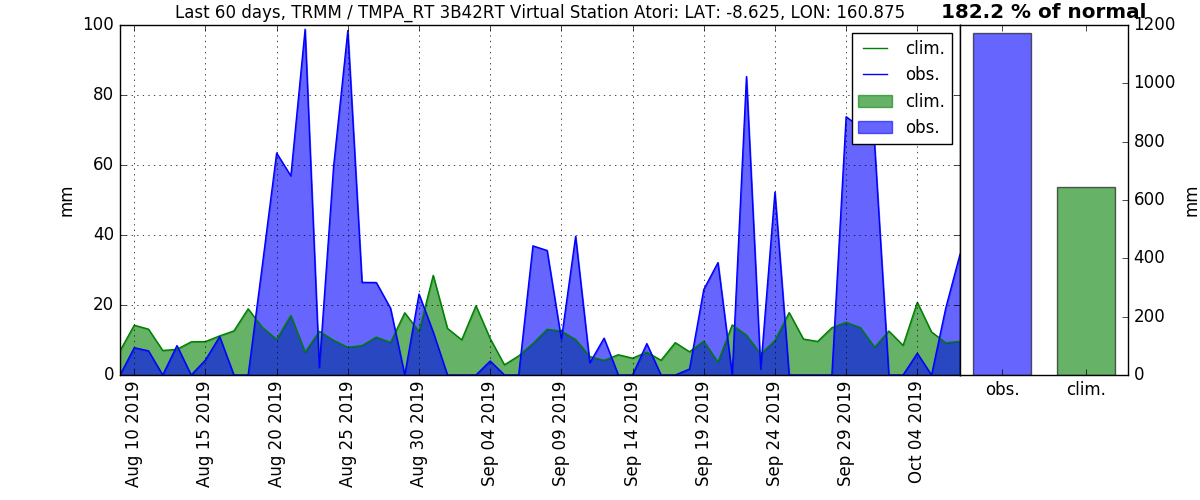 Last 60 days, TRMM / TMPA_RT 3B42RT Virtual Station Atori: LAT: -8.625, LON: 160.875
182.2 % of normal
100
80
60
40
20
0
mm
clim.
obs.
clim.
obs.
1200
1000
800
600
400
200
0
mm
Aug 10 2019
Aug 15 2019
Aug 20 2019
Aug 25 2019
Aug 30 2019
Sep 04 2019
Sep 09 2019
Sep 14 2019
Sep 19 2019
Sep 24 2019
Sep 29 2019
Oct 04 2019
obs.
clim.